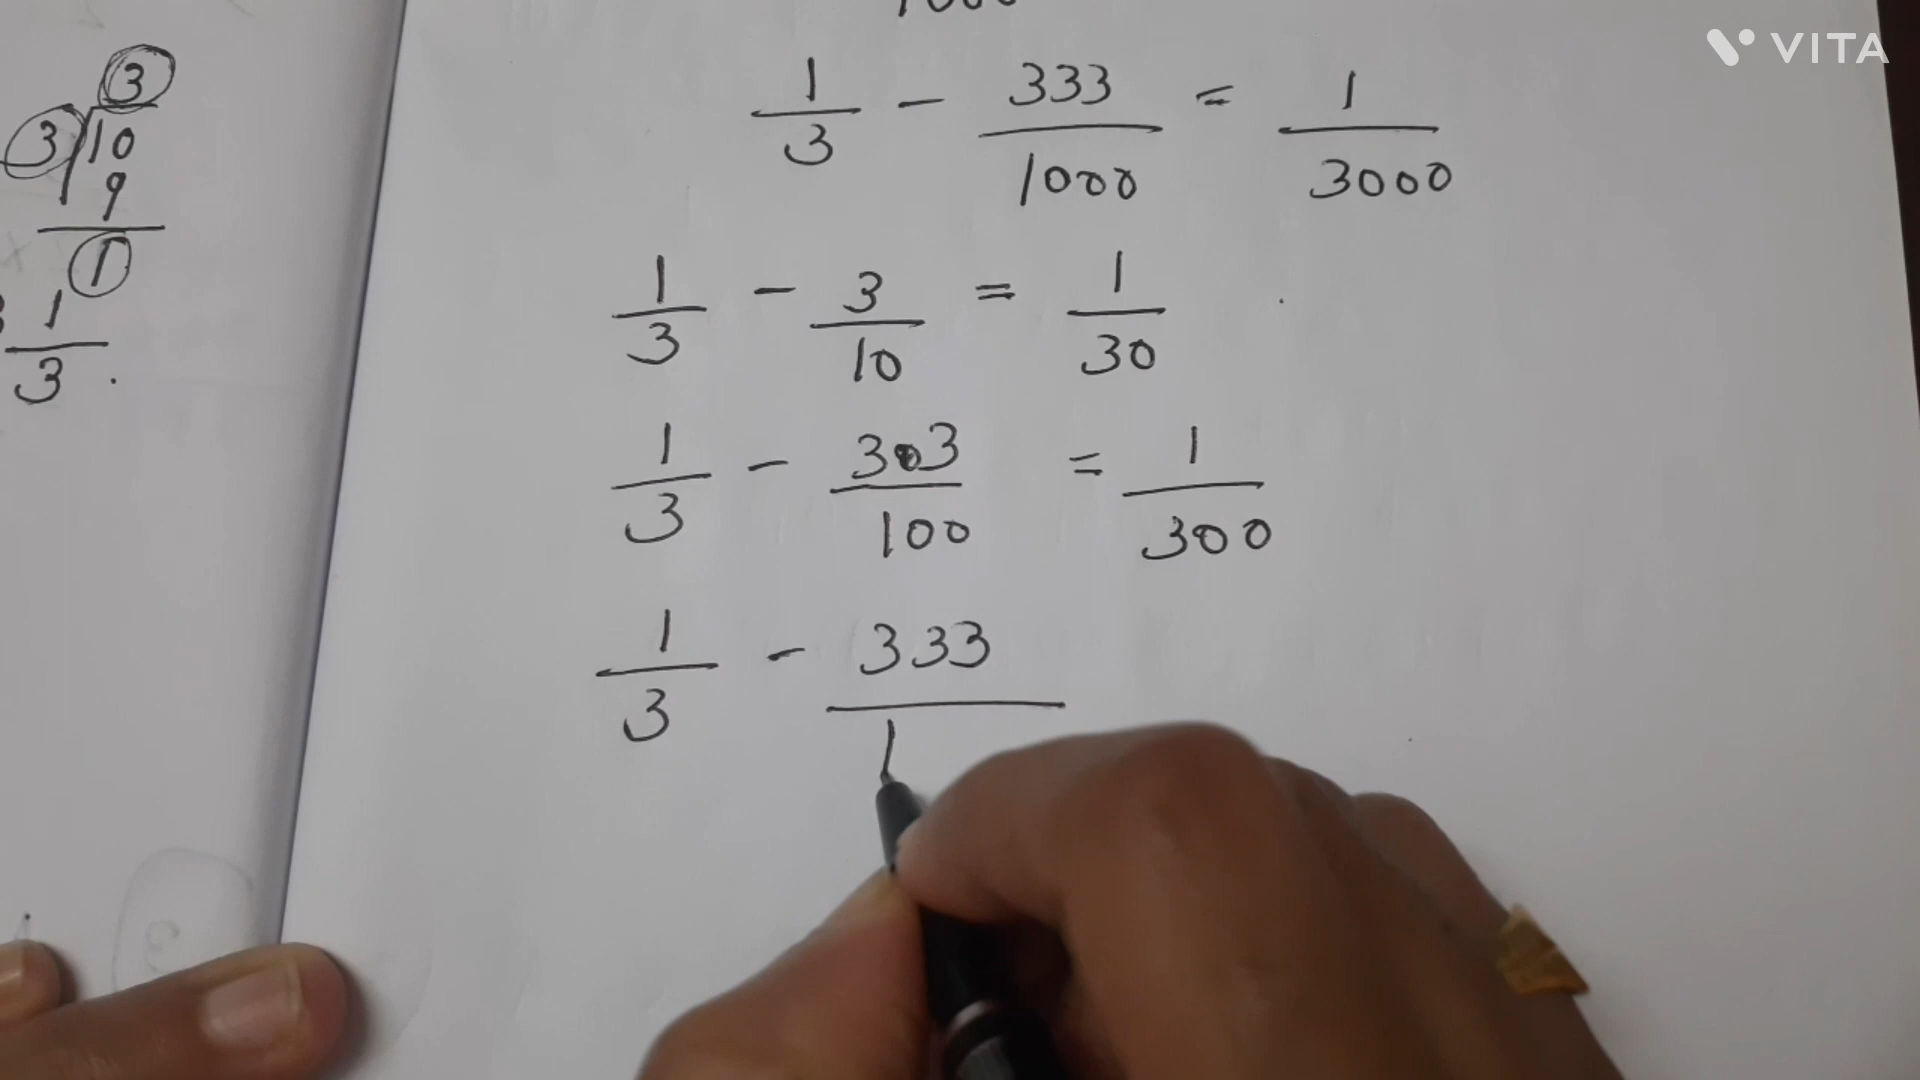 VITA
3
3 10
9
1
1/3 .
1/3 - 333/1000 = 1/3000
1/3 - 3/10 = 1/30
1/3 - 33/100 = 1/300
1/3 - 333/1